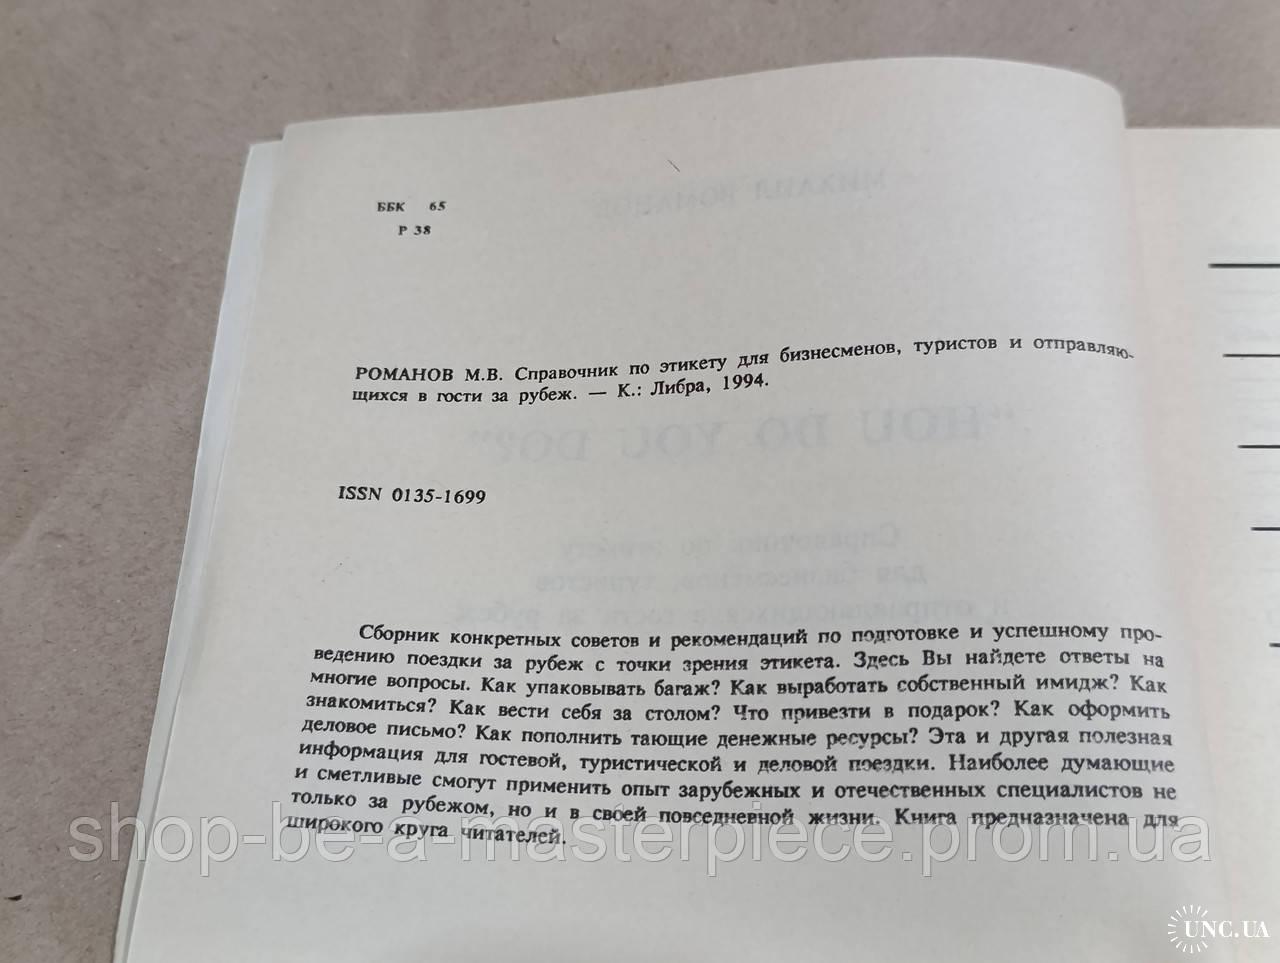 ББК 65
Р 38
РОМАНОВ М.В. Справочник по этикету для бизнесменов, туристов и отправляю-
щихся в гости за рубеж. — К.: Либра, 1994.
"HOU DO YOU DO?"
ISSN 0135-1699
Сборник конкретных советов и рекомендаций по подготовке и успешному про-
ведению поездки за рубеж с точки зрения этикета. Здесь Вы найдете ответы на
многие вопросы. Как упаковывать багаж? Как выработать собственный имидж? Как
знакомиться? Как вести себя за столом? Что привезти в подарок? Как оформить
деловое письмо? Как пополнить тающие денежные ресурсы? Эта и другая полезная
информация для гостевой, туристической и деловой поездки. Наиболее думающие
и сметливые смогут применить опыт зарубежных и отечественных специалистов не
только за рубежом, но и в своей повседневной жизни. Книга предназначена для
широкого круга читателей.
shop-be-a-masterpiece.prom.ua
UNC.UA